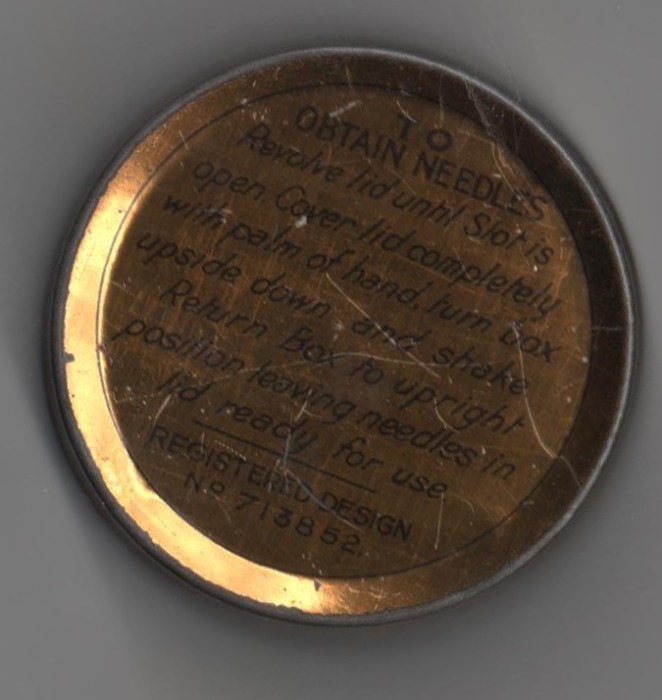 TO
OBTAIN NEEDLES
Revolve lid until Slot is
open. Cover lid completely
with palm of hand, turn box
upside down and shake
Return Box to upright
position leaving needles in
lid ready for use
REGISTERED DESIGN
No 713852.